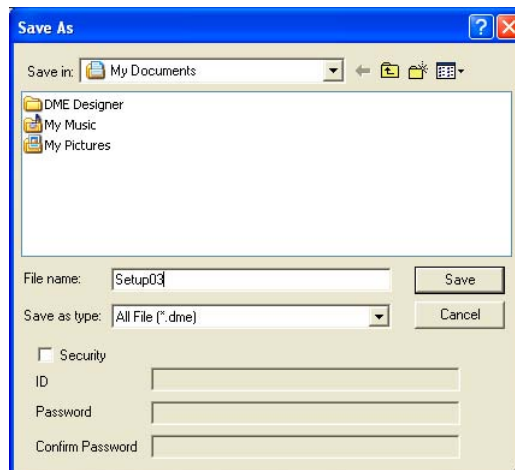 Save As
Save in: My Documents
DME Designer
My Music
My Pictures
File name: Setup03 Save
Save as type: All File (*.dme) Cancel
Security
ID
Password
Confirm Password